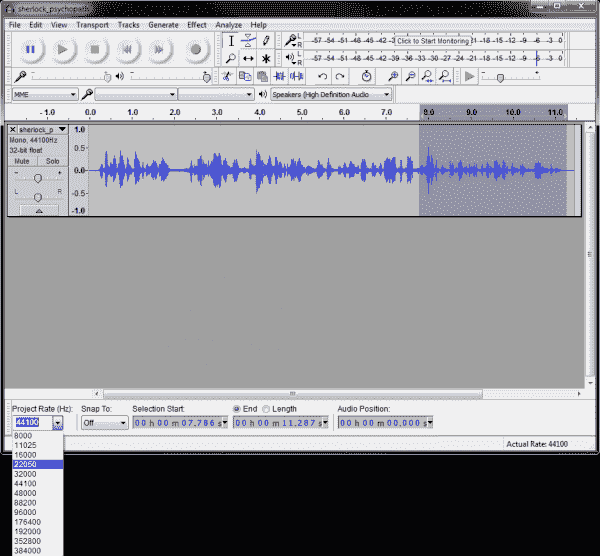 sherlock_psychopath
File Edit View Transport Tracks Generate Effect Analyze Help
L R -57 -54 -51 -48 -45 -42 Click to Start Monitoring -21 -18 -15 -12 -9 -6 -3 0
L R -57 -54 -51 -48 -45 -42 -39 -36 -33 -30 -27 -24 -21 -18 -15 -12 -9 -6 -3 0
MME Speakers (High Definition Audio
-1.0 0.0 1.0 2.0 3.0 4.0 5.0 6.0 7.0 8.0 9.0 10.0 11.0
sherlock_p
Mono, 44100Hz
32-bit float
Mute Solo
- +
L R
1.0
0.5
0.0
-0.5
-1.0
Project Rate (Hz): Snap To: Selection Start: End Length Audio Position:
44100 Off 00 h 00 m 07.786 s 00 h 00 m 11.287 s 00 h 00 m 00.000 s
Actual Rate: 44100
8000
11025
16000
22050
32000
44100
48000
88200
96000
176400
192000
352800
384000